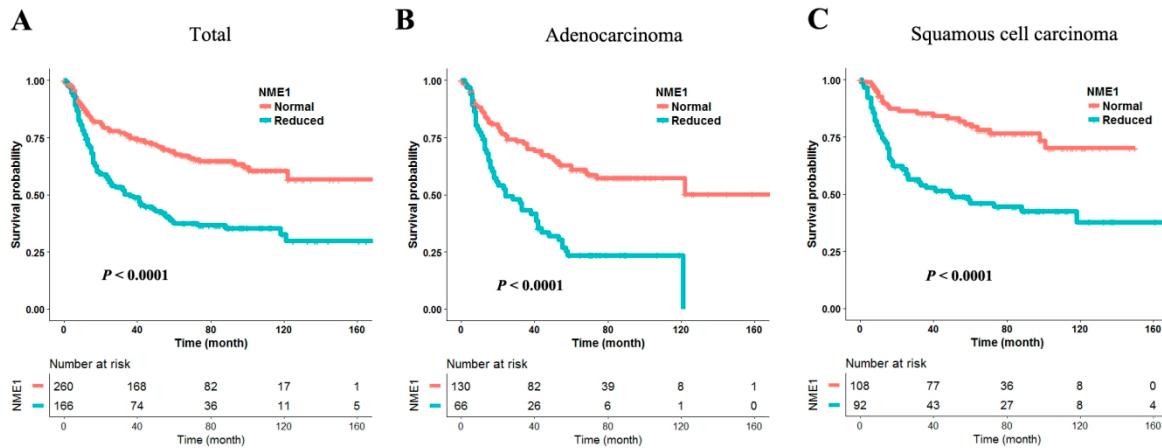 A
Total
NME1
Normal
Reduced
Survival probability
1.00
0.75
0.50
0.25
0.00
P < 0.0001
0 40 80 120 160
Time (month)
Number at risk
NME1
260 168 82 17 1
166 74 36 11 5
0 40 80 120 160
Time (month)
B
Adenocarcinoma
NME1
Normal
Reduced
Survival probability
1.00
0.75
0.50
0.25
0.00
P < 0.0001
0 40 80 120 160
Time (month)
Number at risk
NME1
130 82 39 8 1
66 26 6 1 0
0 40 80 120 160
Time (month)
C
Squamous cell carcinoma
NME1
Normal
Reduced
Survival probability
1.00
0.75
0.50
0.25
0.00
P < 0.0001
0 40 80 120 160
Time (month)
Number at risk
NME1
108 77 36 8 0
92 43 27 8 4
0 40 80 120 160
Time (month)